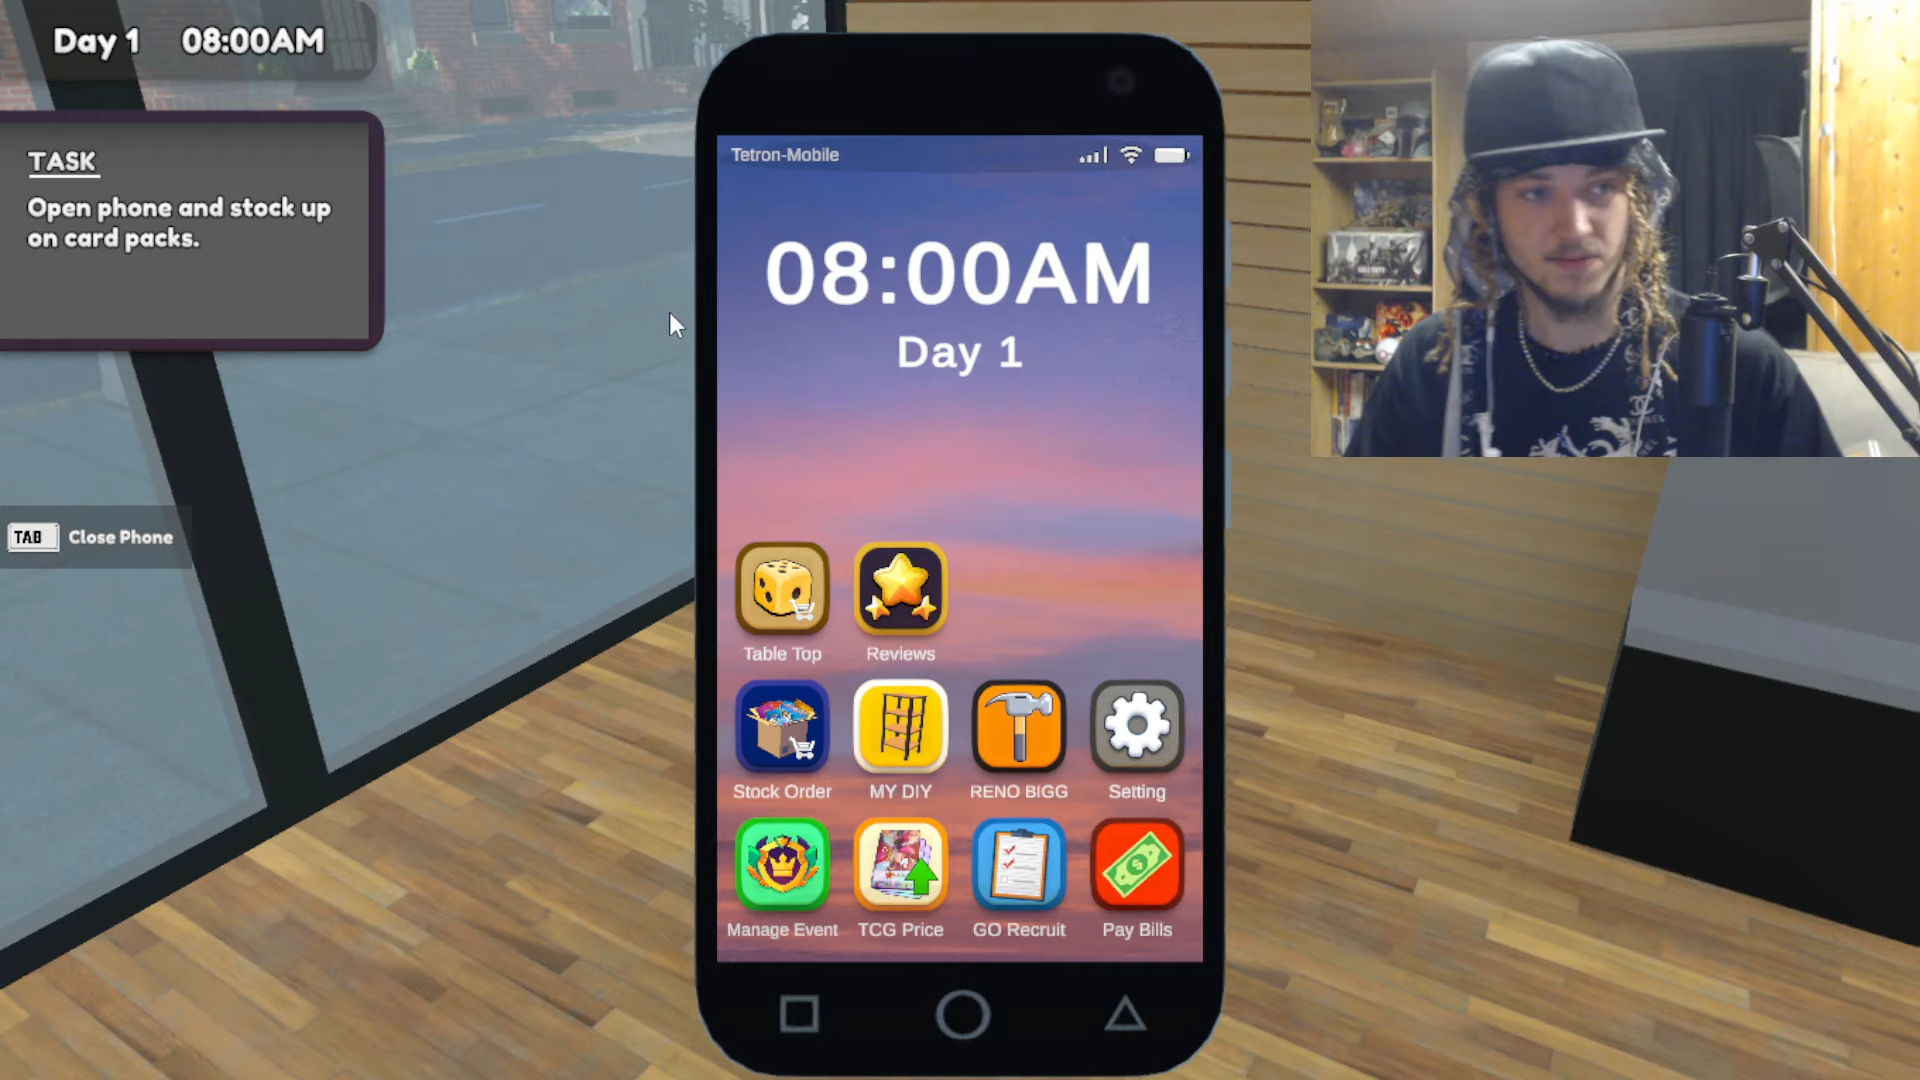 Day 1 08:00AM
TASK
Open phone and stock up
on card packs.
TAB Close Phone
Tetron-Mobile
08:00AM
Day 1
Table Top Reviews
Stock Order MY DIY RENO BIGG Setting
Manage Event TCG Price GO Recruit Pay Bills